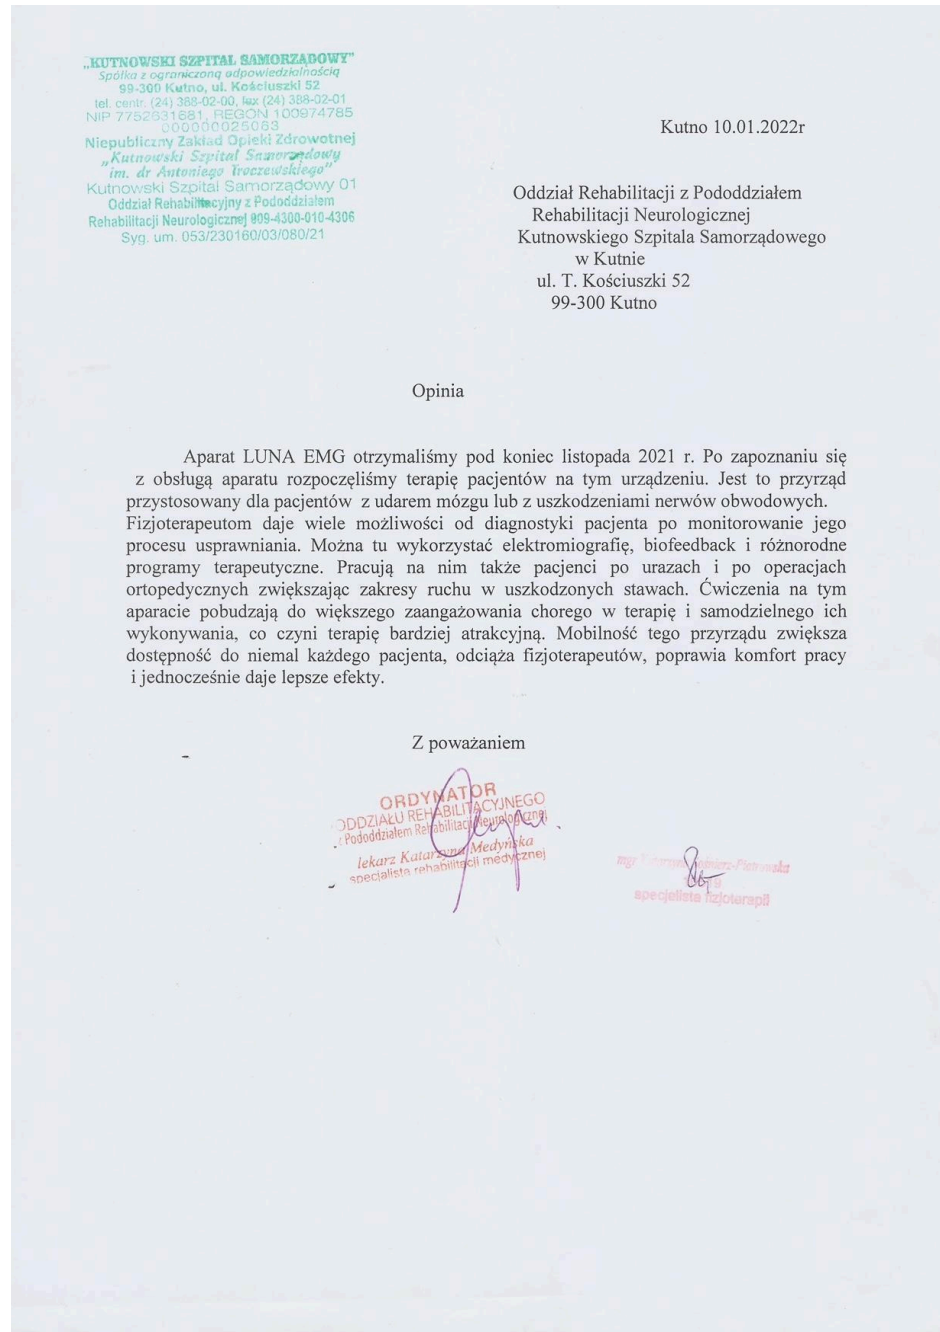 „KUTNOWSKI SZPITAL SAMORZĄDOWY”
Spółka z ograniczoną odpowiedzialnością
99-300 Kutno, ul. Kościuszki 52
tel. centr. (24) 388-02-00, fax (24) 388-02-01
NIP 7752631681, REGON 100974785
000000025083
Niepubliczny Zakład Opieki Zdrowotnej
„Kutnowski Szpital Samorządowy
im. dr Antoniego Troczewskiego”
Kutnowski Szpital Samorządowy 01
Oddział Rehabilitacyjny z Pododdziałem
Rehabilitacji Neurologicznej 009-4300-010-4306
Syg. um. 053/230160/03/080/21
Kutno 10.01.2022r
Oddział Rehabilitacji z Pododdziałem
Rehabilitacji Neurologicznej
Kutnowskiego Szpitala Samorządowego
w Kutnie
ul. T. Kościuszki 52
99-300 Kutno
Opinia
Aparat LUNA EMG otrzymaliśmy pod koniec listopada 2021 r. Po zapoznaniu się
z obsługą aparatu rozpoczęliśmy terapię pacjentów na tym urządzeniu. Jest to przyrząd
przystosowany dla pacjentów z udarem mózgu lub z uszkodzeniami nerwów obwodowych.
Fizjoterapeutom daje wiele możliwości od diagnostyki pacjenta po monitorowanie jego
procesu usprawniania. Można tu wykorzystać elektromiografię, biofeedback i różnorodne
programy terapeutyczne. Pracują na nim także pacjenci po urazach i po operacjach
ortopedycznych zwiększając zakresy ruchu w uszkodzonych stawach. Ćwiczenia na tym
aparacie pobudzają do większego zaangażowania chorego w terapię i samodzielnego ich
wykonywania, co czyni terapię bardziej atrakcyjną. Mobilność tego przyrządu zwiększa
dostępność do niemal każdego pacjenta, odciąża fizjoterapeutów, poprawia komfort pracy
i jednocześnie daje lepsze efekty.
Z poważaniem
ORDYNATOR
ODDZIAŁU REHABILITACYJNEGO
z Pododdziałem Rehabilitacji Neurologicznej
lekarz Katarzyna Medyńska
specjalista rehabilitacji medycznej
mgr
specjalista fizjoterapii